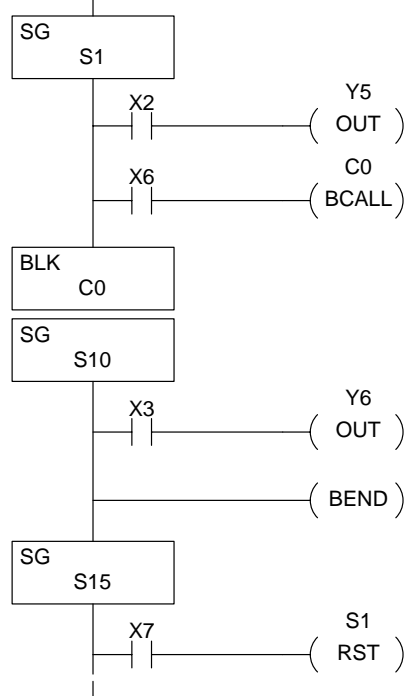 SG
S1
X2
Y5
OUT
X6
C0
BCALL
BLK
C0
SG
S10
X3
Y6
OUT
BEND
SG
S15
X7
S1
RST